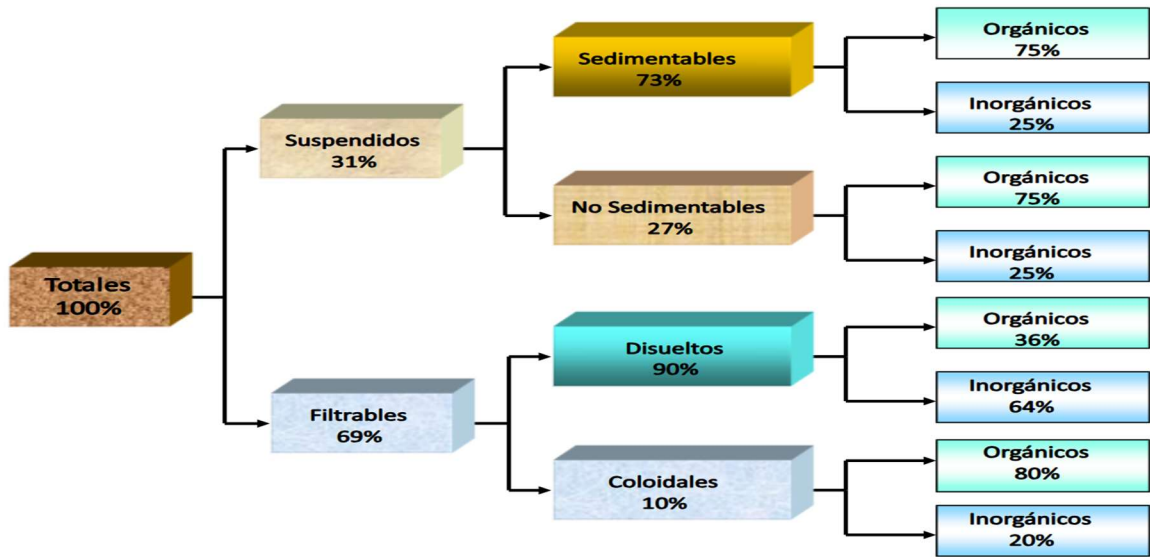 Totales
100%
Suspendidos
31%
Sedimentables
73%
Orgánicos
75%
Inorgánicos
25%
No Sedimentables
27%
Orgánicos
75%
Inorgánicos
25%
Filtrables
69%
Disueltos
90%
Orgánicos
36%
Inorgánicos
64%
Coloidales
10%
Orgánicos
80%
Inorgánicos
20%